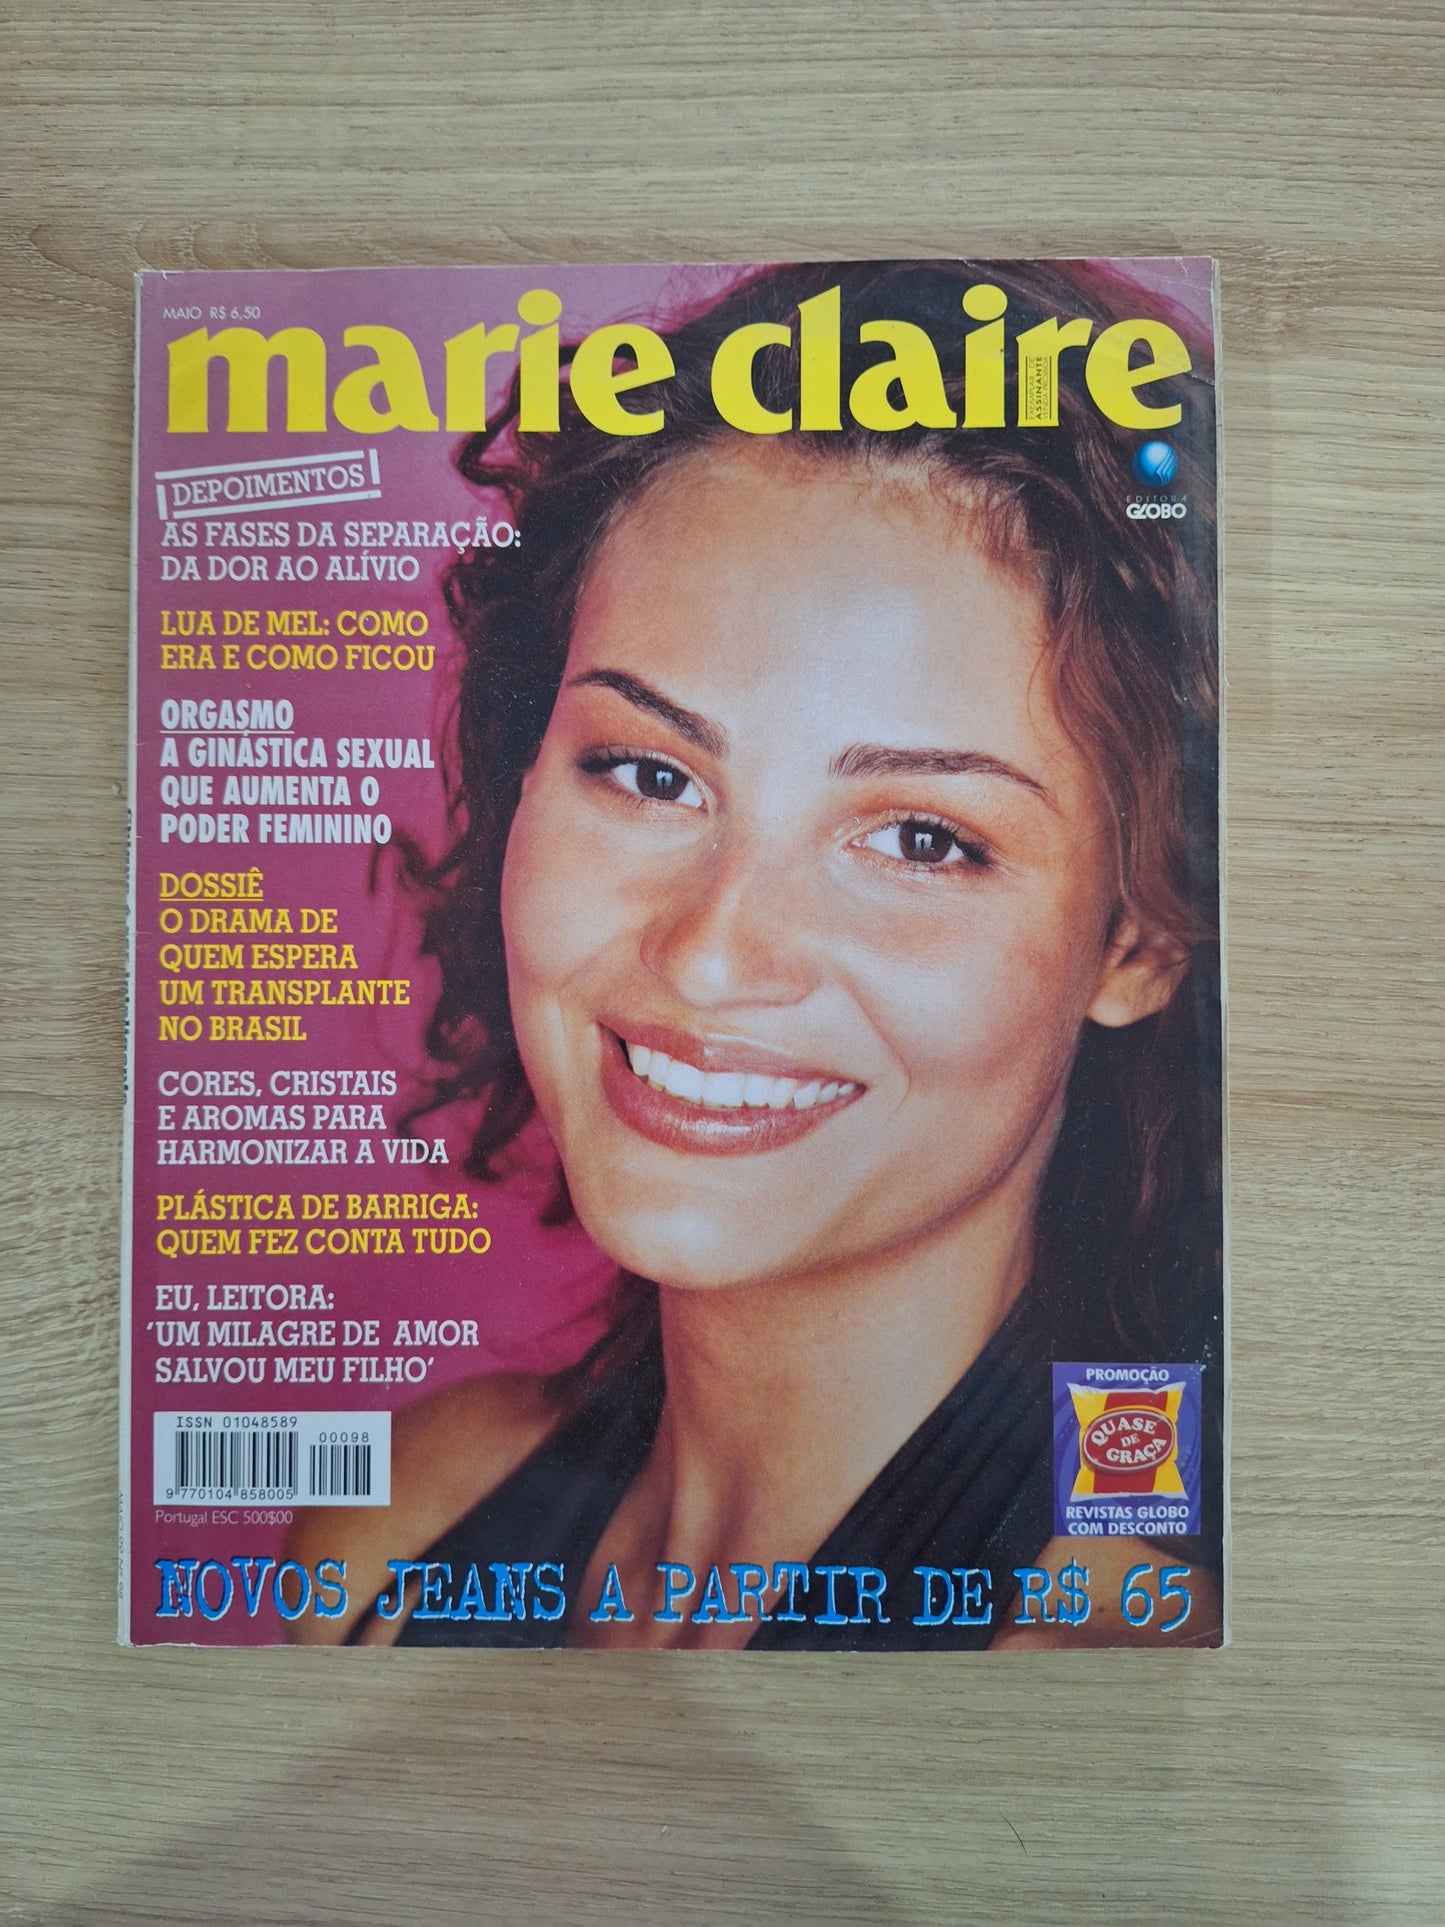 MAIO R$ 6,50
marie claire
EXEMPLAR DE
ASSINANTE
VENDA PROIBIDA
EDITORA
GLOBO
DEPOIMENTOS
AS FASES DA SEPARAÇÃO:
DA DOR AO ALÍVIO
LUA DE MEL: COMO
ERA E COMO FICOU
ORGASMO
A GINÁSTICA SEXUAL
QUE AUMENTA O
PODER FEMININO
DOSSIÊ
O DRAMA DE
QUEM ESPERA
UM TRANSPLANTE
NO BRASIL
CORES, CRISTAIS
E AROMAS PARA
HARMONIZAR A VIDA
PLÁSTICA DE BARRIGA:
QUEM FEZ CONTA TUDO
EU, LEITORA:
'UM MILAGRE DE AMOR
SALVOU MEU FILHO'
ISSN 01048589
00098
9 770104 858005
Portugal ESC 500$00
PROMOÇÃO
QUASE
DE
GRAÇA
REVISTAS GLOBO
COM DESCONTO
NOVOS JEANS A PARTIR DE R$ 65